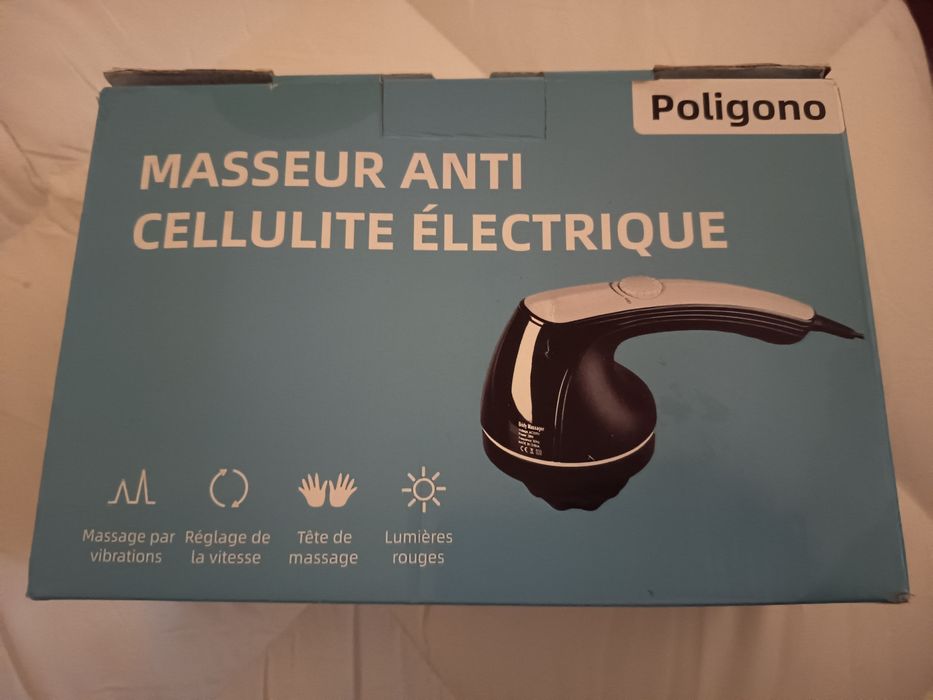 Poligono
MASSEUR ANTI
CELLULITE ÉLECTRIQUE
Body Massager
Massage par
vibrations
Réglage de
la vitesse
Tête de
massage
Lumières
rouges